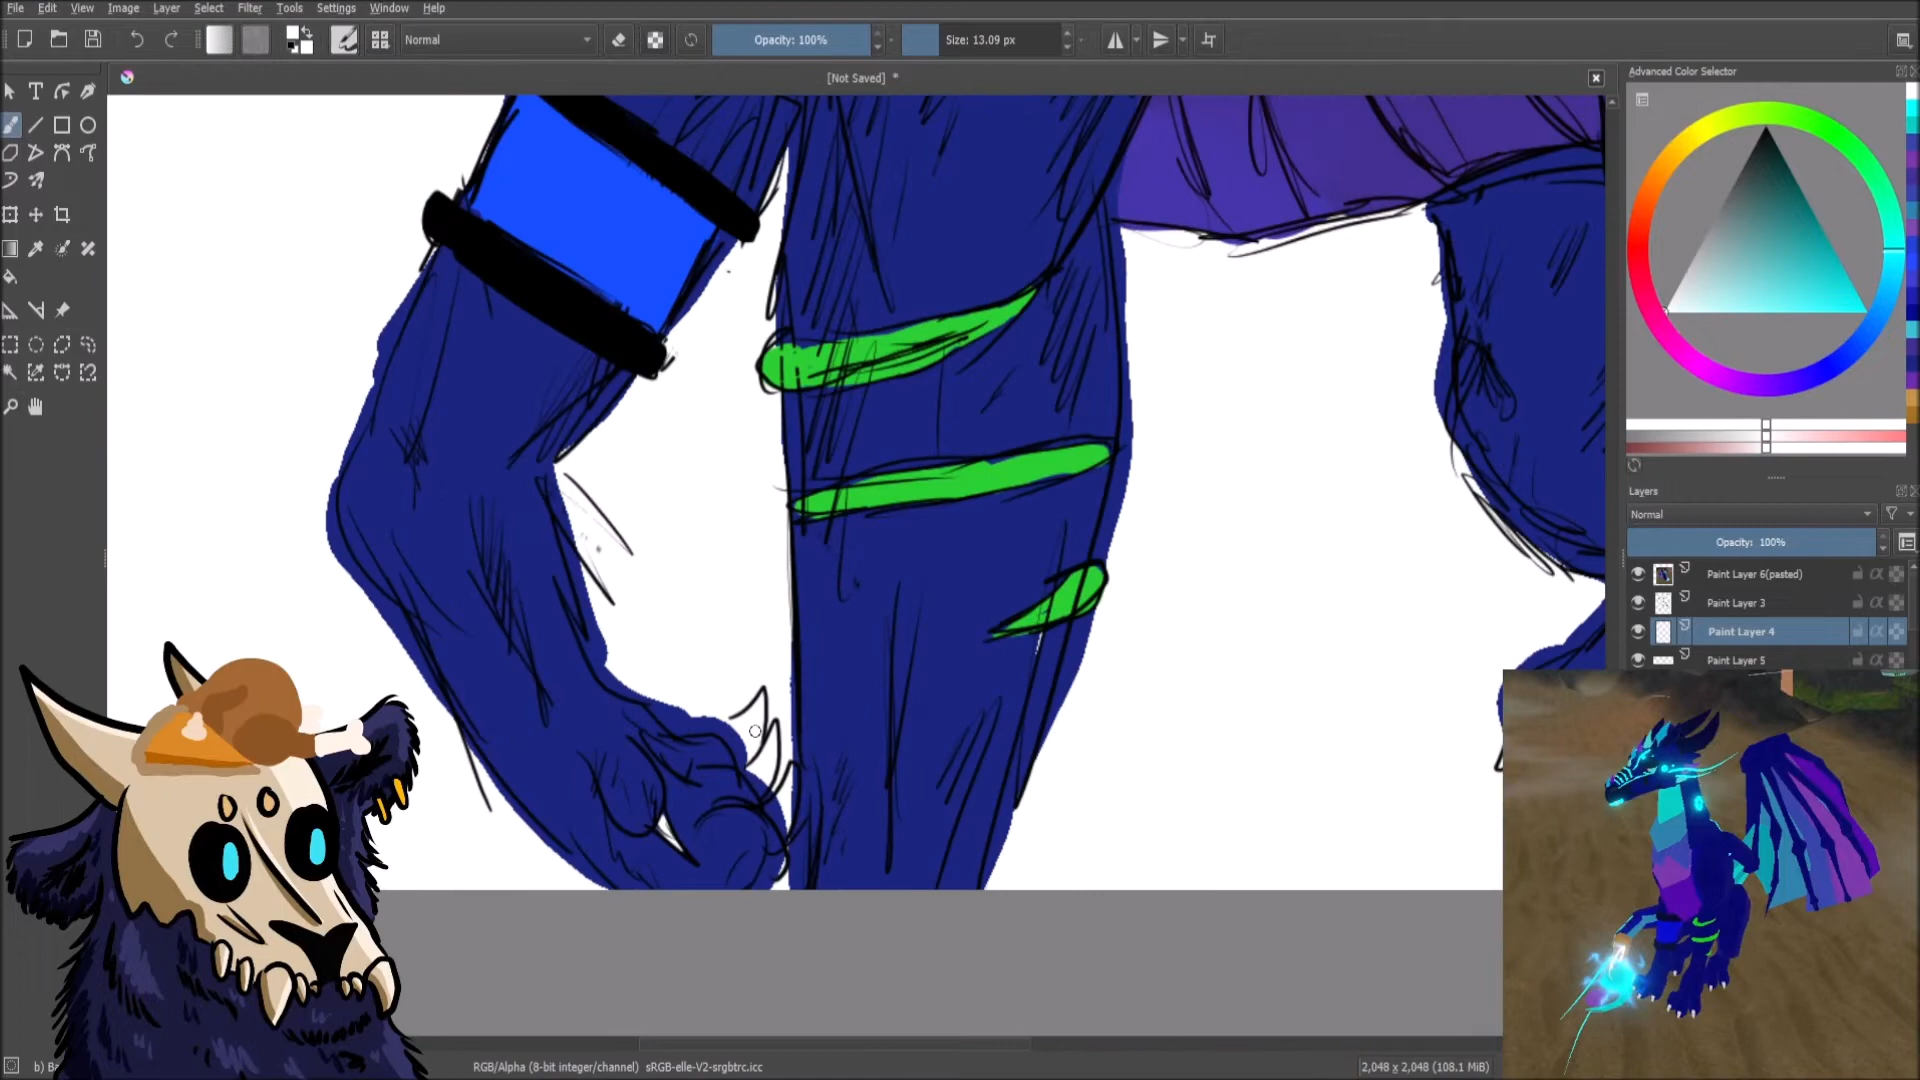 File Edit View Image Layer Select Filter Tools Settings Window Help
Normal Opacity: 100% Size: 13.09 px
[Not Saved] *
Advanced Color Selector
Layers
Normal
Opacity: 100%
Paint Layer 6(pasted)
Paint Layer 3
Paint Layer 4
Paint Layer 5
RGB/Alpha (8-bit integer/channel) sRGB-elle-V2-srgbtrc.icc
2,048 x 2,048 (108.1 MiB)